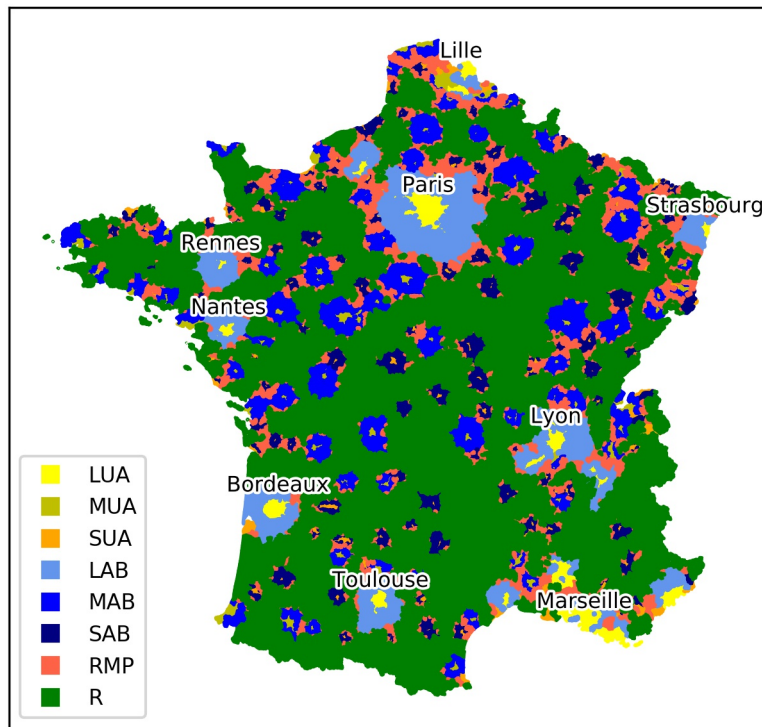 Lille
Paris
Strasbourg
Rennes
Nantes
Lyon
Bordeaux
Toulouse
Marseille
LUA
MUA
SUA
LAB
MAB
SAB
RMP
R